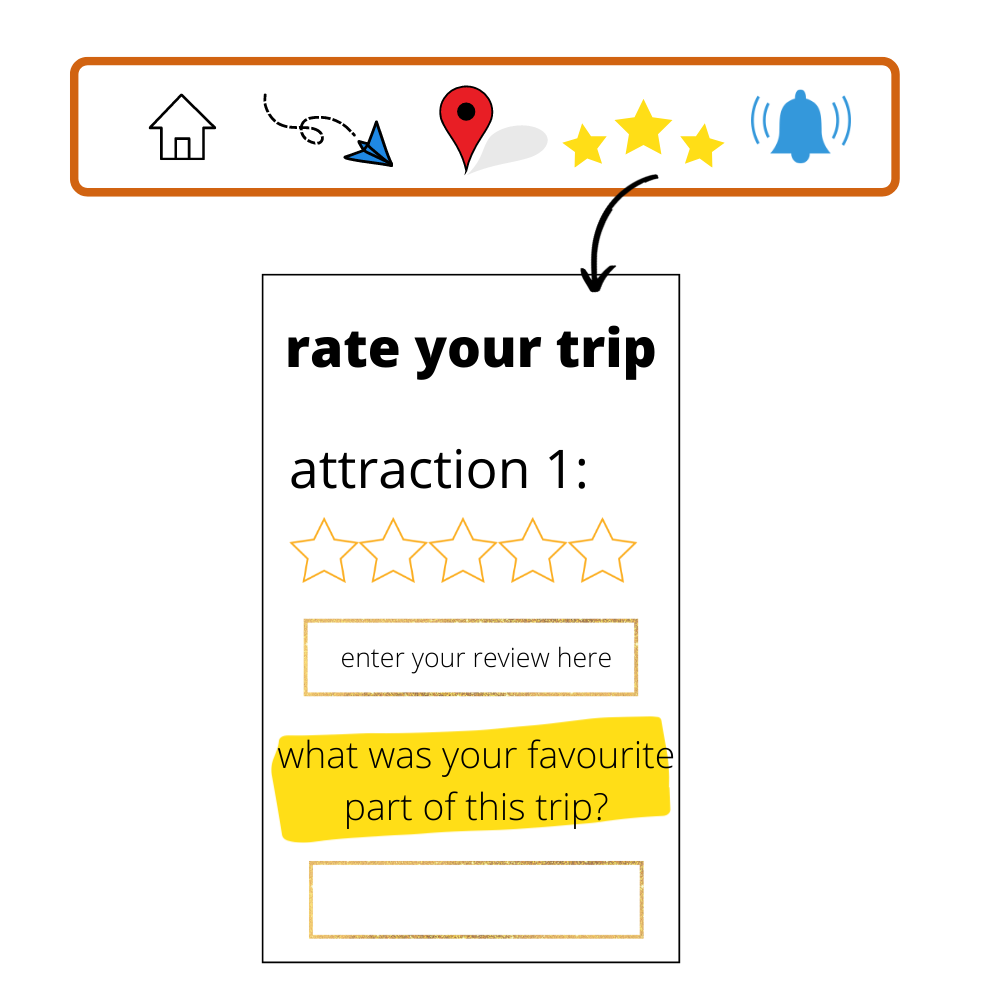 rate your trip
attraction 1:
enter your review here
what was your favourite
part of this trip?